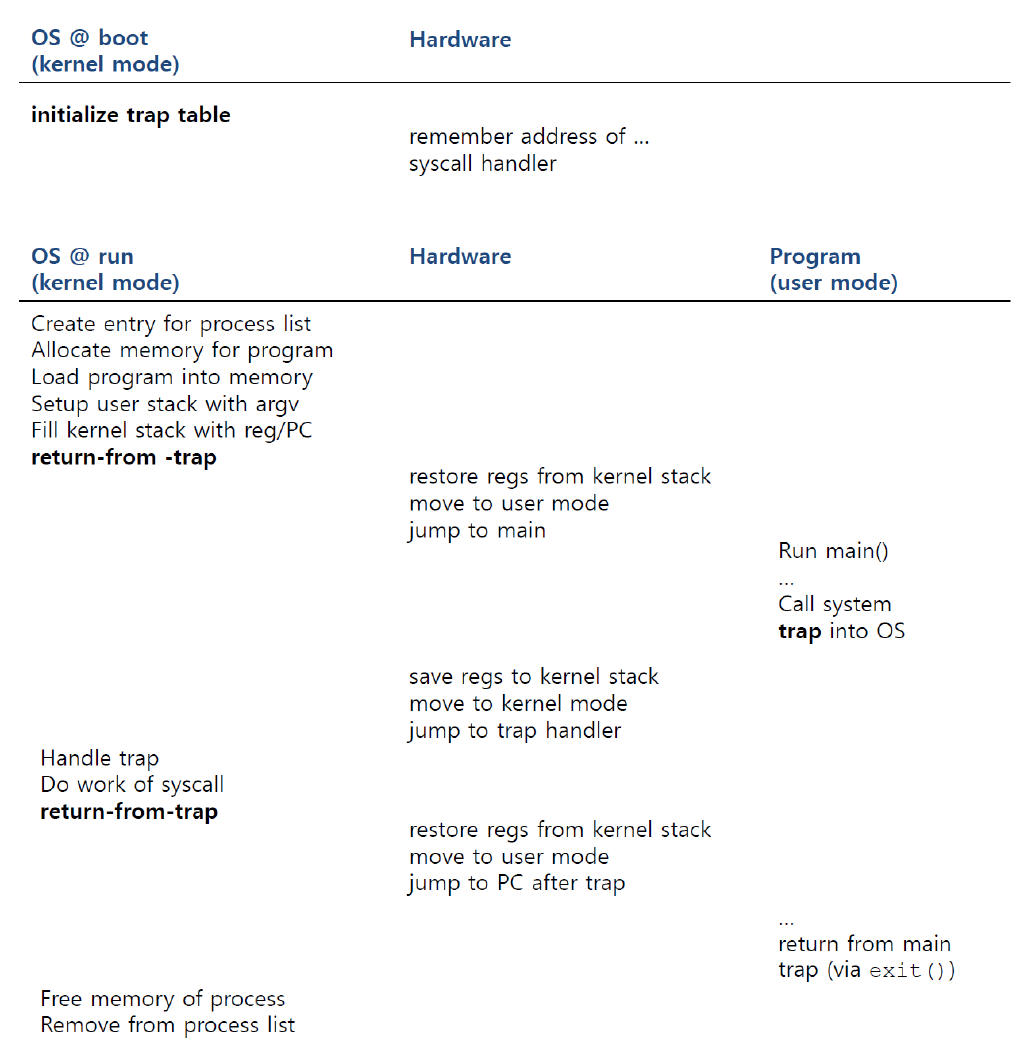 OS @ boot
(kernel mode)
Hardware
initialize trap table
remember address of ...
syscall handler
OS @ run
(kernel mode)
Hardware
Program
(user mode)
Create entry for process list
Allocate memory for program
Load program into memory
Setup user stack with argv
Fill kernel stack with reg/PC
return-from -trap
restore regs from kernel stack
move to user mode
jump to main
Run main()
...
Call system
trap into OS
save regs to kernel stack
move to kernel mode
jump to trap handler
Handle trap
Do work of syscall
return-from-trap
restore regs from kernel stack
move to user mode
jump to PC after trap
...
return from main
trap (via exit())
Free memory of process
Remove from process list